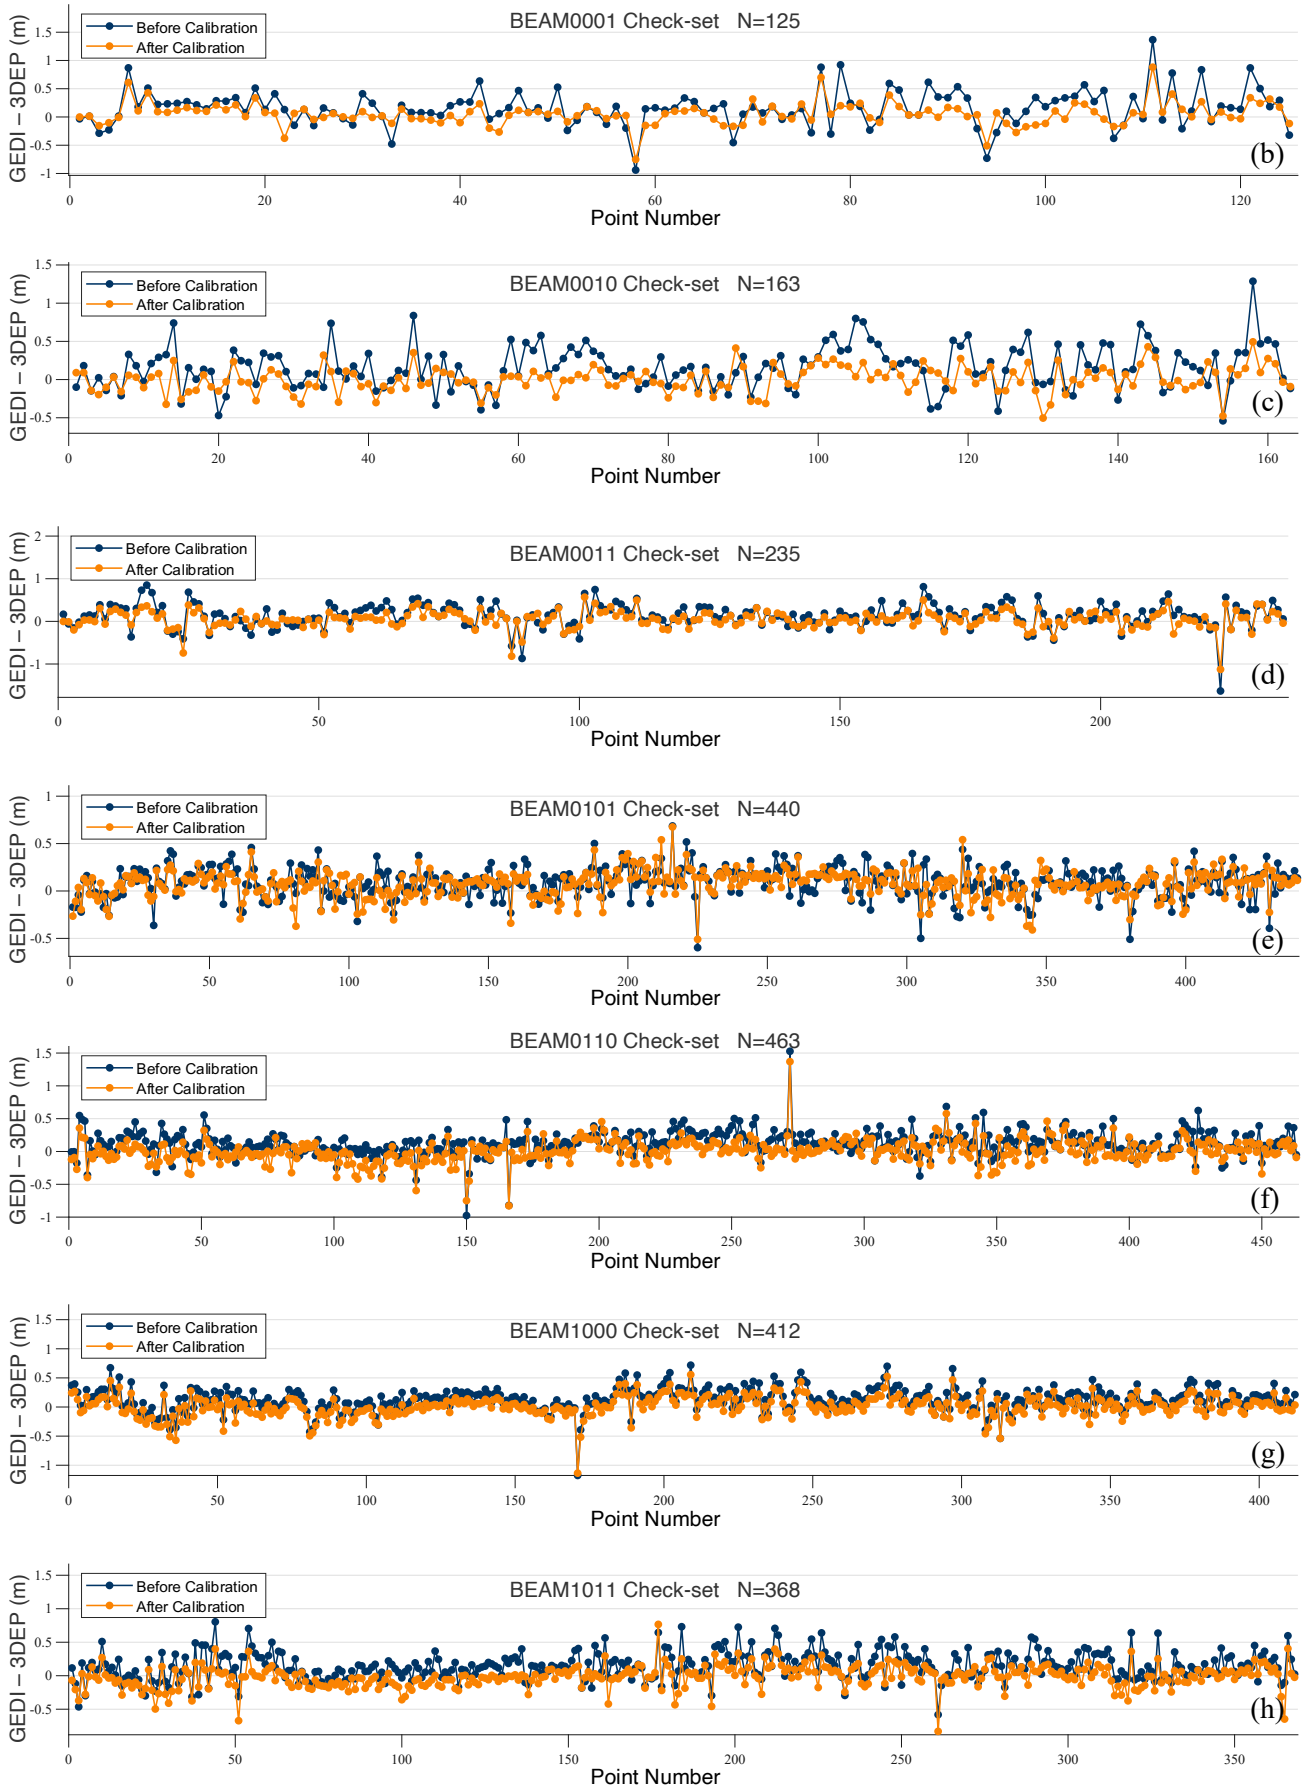 BEAM0001 Check-set N=125
GEDI – 3DEP (m)
1.5
1
0.5
0
-0.5
-1
Before Calibration
After Calibration
(b)
0 20 40 60 80 100 120
Point Number
BEAM0010 Check-set N=163
GEDI – 3DEP (m)
1.5
1
0.5
0
-0.5
Before Calibration
After Calibration
(c)
0 20 40 60 80 100 120 140 160
Point Number
BEAM0011 Check-set N=235
GEDI – 3DEP (m)
2
1
0
-1
Before Calibration
After Calibration
(d)
0 50 100 150 200
Point Number
BEAM0101 Check-set N=440
GEDI – 3DEP (m)
1
0.5
0
-0.5
Before Calibration
After Calibration
(e)
0 50 100 150 200 250 300 350 400
Point Number
BEAM0110 Check-set N=463
GEDI – 3DEP (m)
1.5
1
0.5
0
-0.5
-1
Before Calibration
After Calibration
(f)
0 50 100 150 200 250 300 350 400 450
Point Number
BEAM1000 Check-set N=412
GEDI – 3DEP (m)
1.5
1
0.5
0
-0.5
-1
Before Calibration
After Calibration
(g)
0 50 100 150 200 250 300 350 400
Point Number
BEAM1011 Check-set N=368
GEDI – 3DEP (m)
1.5
1
0.5
0
-0.5
Before Calibration
After Calibration
(h)
0 50 100 150 200 250 300 350
Point Number